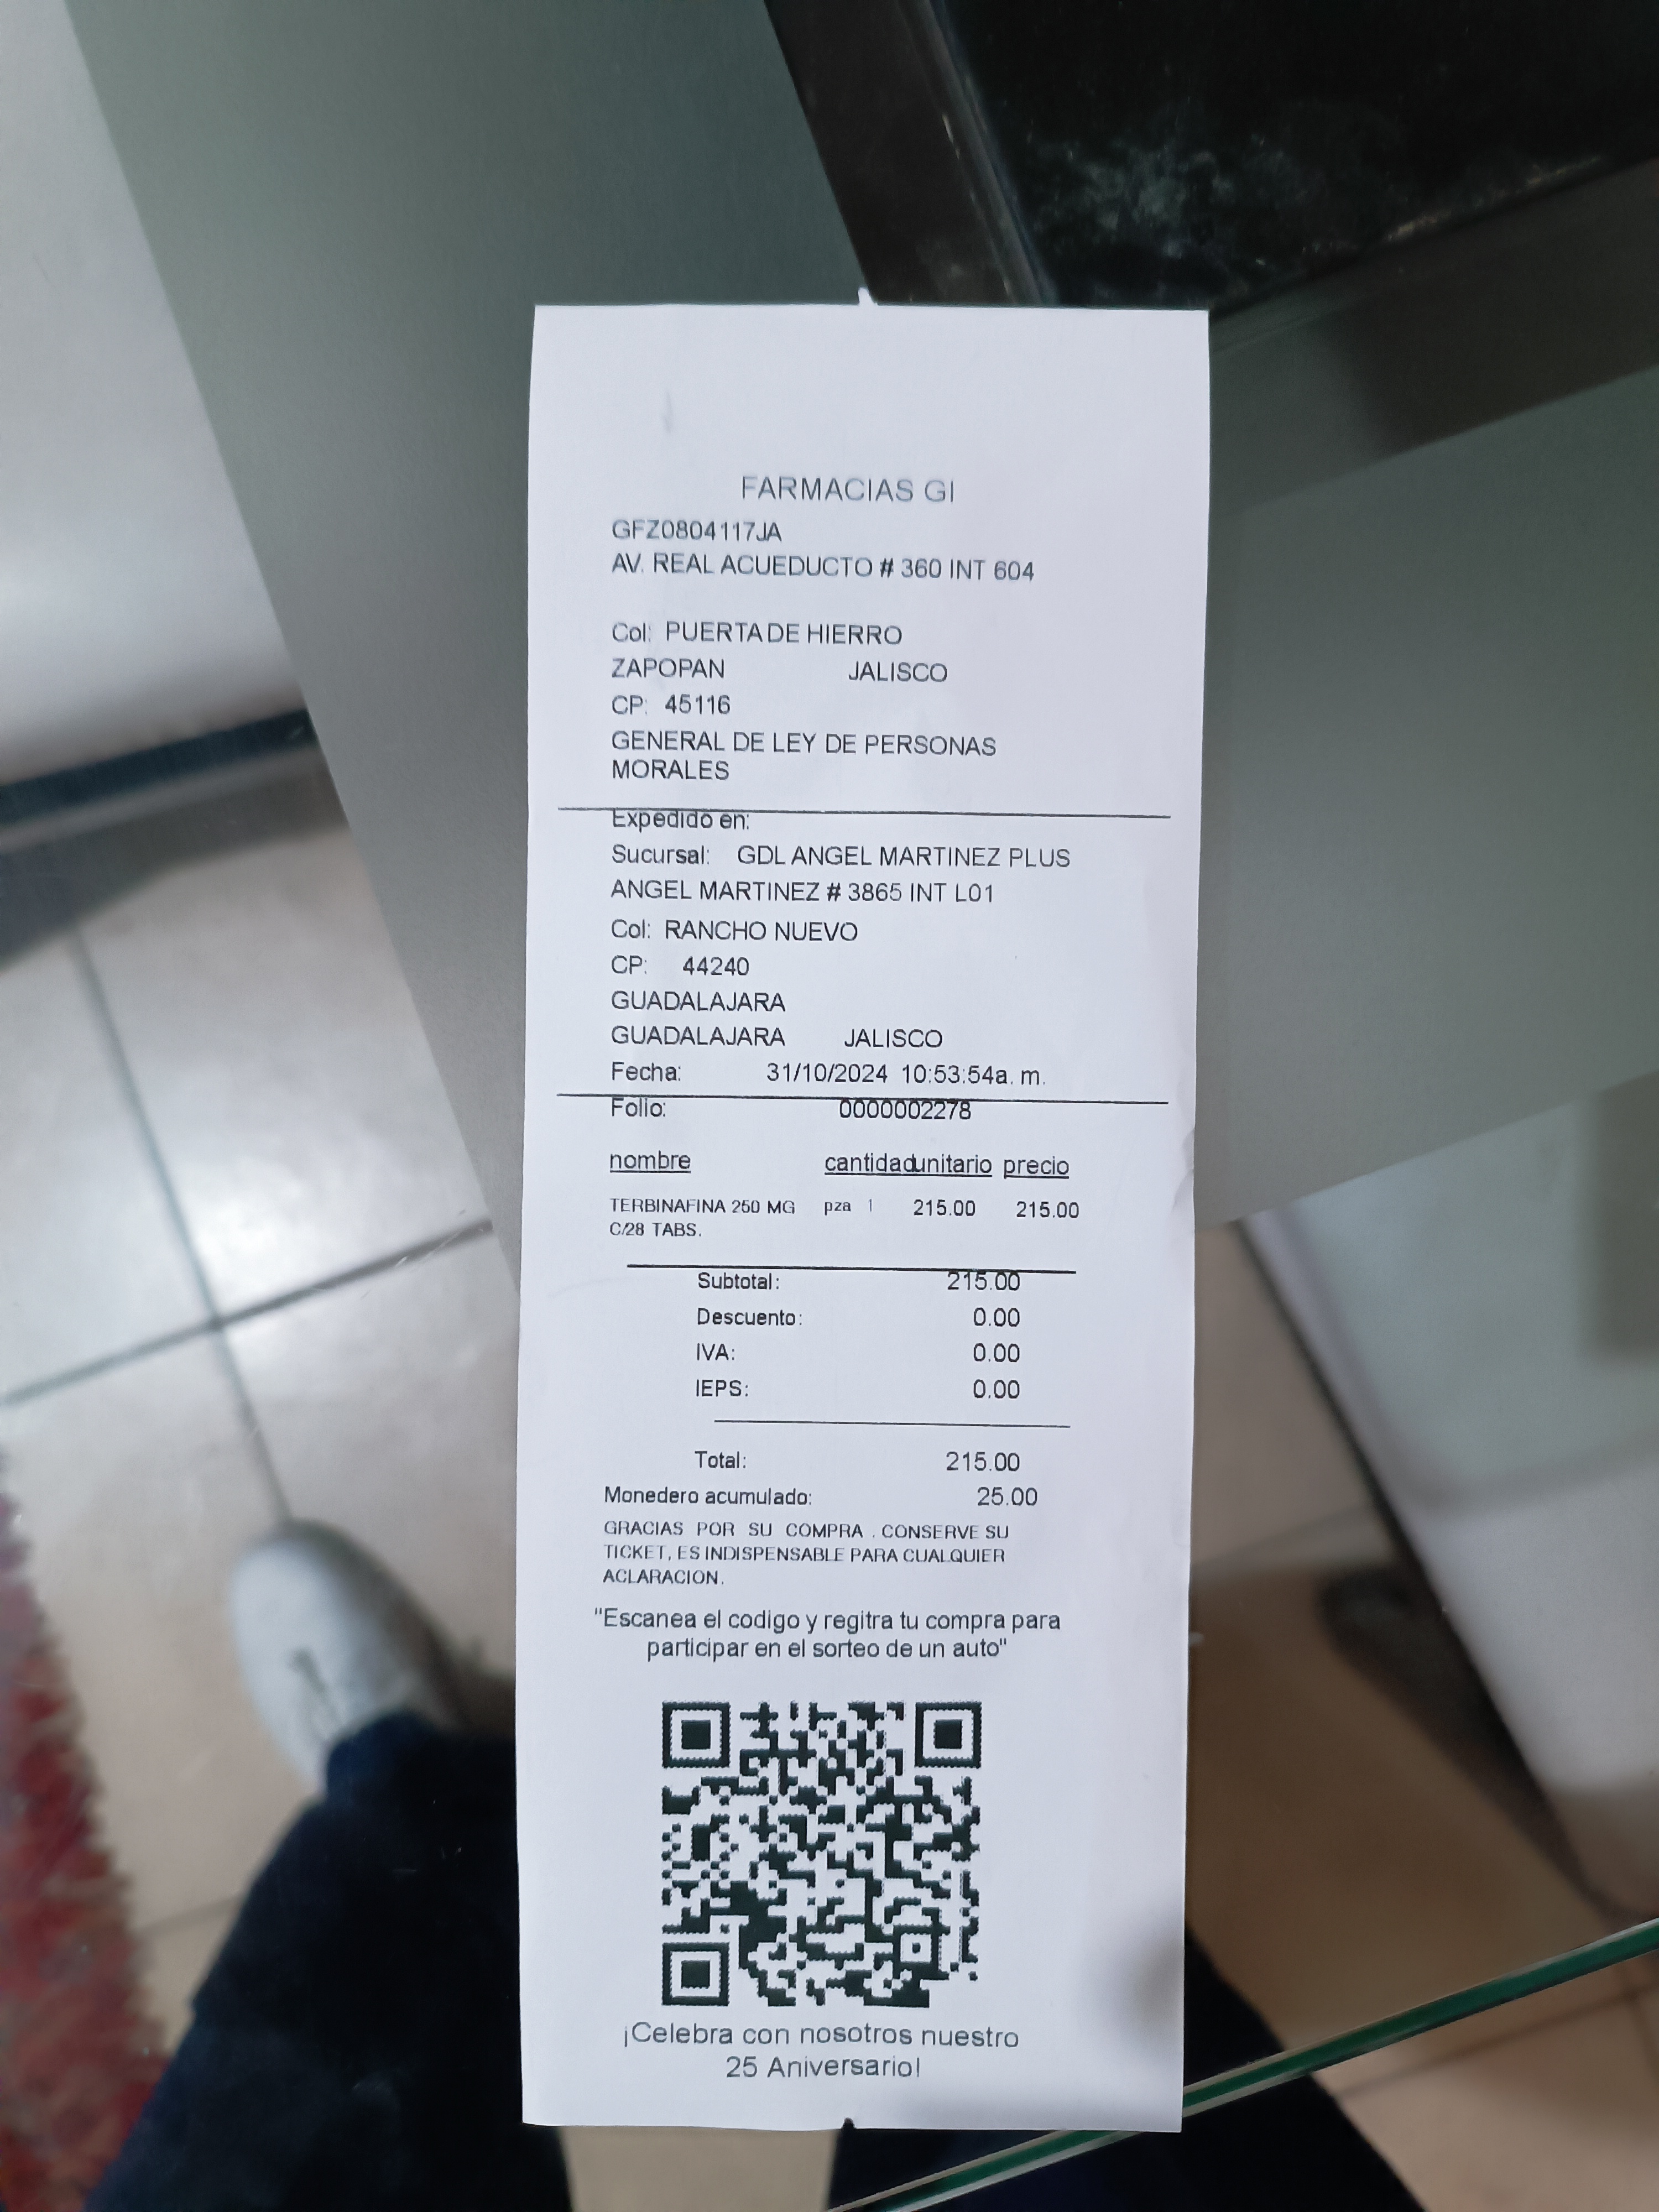 FARMACIAS GI
GFZ0804117JA
AV. REAL ACUEDUCTO # 360 INT 604
Col: PUERTA DE HIERRO
ZAPOPAN JALISCO
CP: 45116
GENERAL DE LEY DE PERSONAS
MORALES
Expedido en:
Sucursal: GDL ANGEL MARTINEZ PLUS
ANGEL MARTINEZ # 3865 INT L01
Col: RANCHO NUEVO
CP: 44240
GUADALAJARA
GUADALAJARA JALISCO
Fecha: 31/10/2024 10:53:54a. m.
Folio: 0000002278
nombre cantidad unitario precio
TERBINAFINA 250 MG pza 1 215.00 215.00
C/28 TABS.
Subtotal: 215.00
Descuento: 0.00
IVA: 0.00
IEPS: 0.00
Total: 215.00
Monedero acumulado: 25.00
GRACIAS POR SU COMPRA . CONSERVE SU
TICKET, ES INDISPENSABLE PARA CUALQUIER
ACLARACION.
"Escanea el codigo y regitra tu compra para
participar en el sorteo de un auto"
¡Celebra con nosotros nuestro
25 Aniversario!